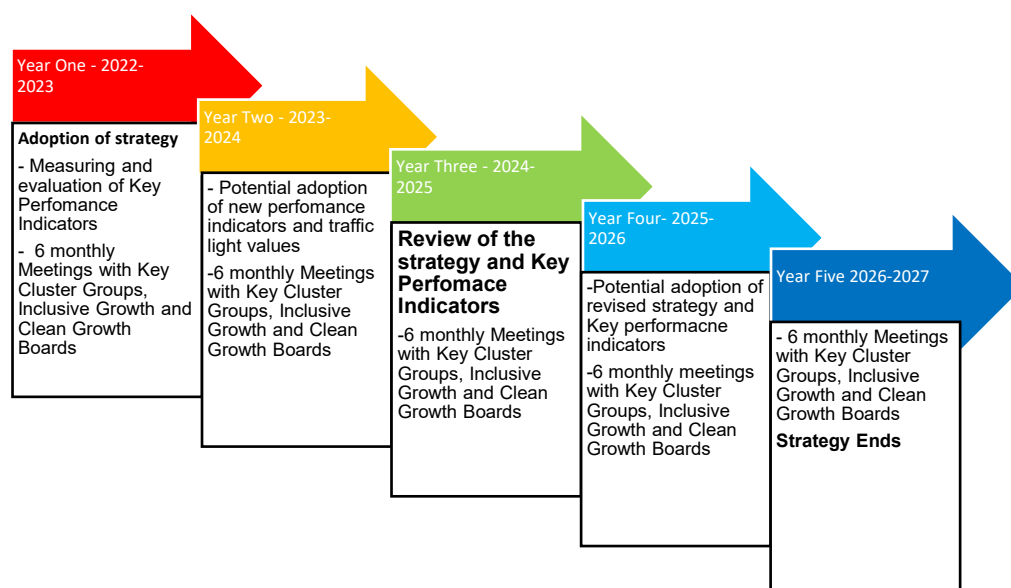 Year One - 2022-
2023
Adoption of strategy
- Measuring and
evaluation of Key
Perfomance
Indicators
- 6 monthly
Meetings with Key
Cluster Groups,
Inclusive Growth and
Clean Growth
Boards
Year Two - 2023-
2024
- Potential adoption
of new perfomance
indicators and traffic
light values
-6 monthly Meetings
with Key Cluster
Groups, Inclusive
Growth and Clean
Growth Boards
Year Three - 2024-
2025
Review of the
strategy and Key
Perfomace
Indicators
-6 monthly Meetings
with Key Cluster
Groups, Inclusive
Growth and Clean
Growth Boards
Year Four- 2025-
2026
-Potential adoption of
revised strategy and
Key performacne
indicators
-6 monthly meetings
with Key Cluster
Groups, Inclusive
Growth and Clean
Growth Boards
Year Five 2026-2027
- 6 monthly Meetings
with Key Cluster
Groups, Inclusive
Growth and Clean
Growth Boards
Strategy Ends